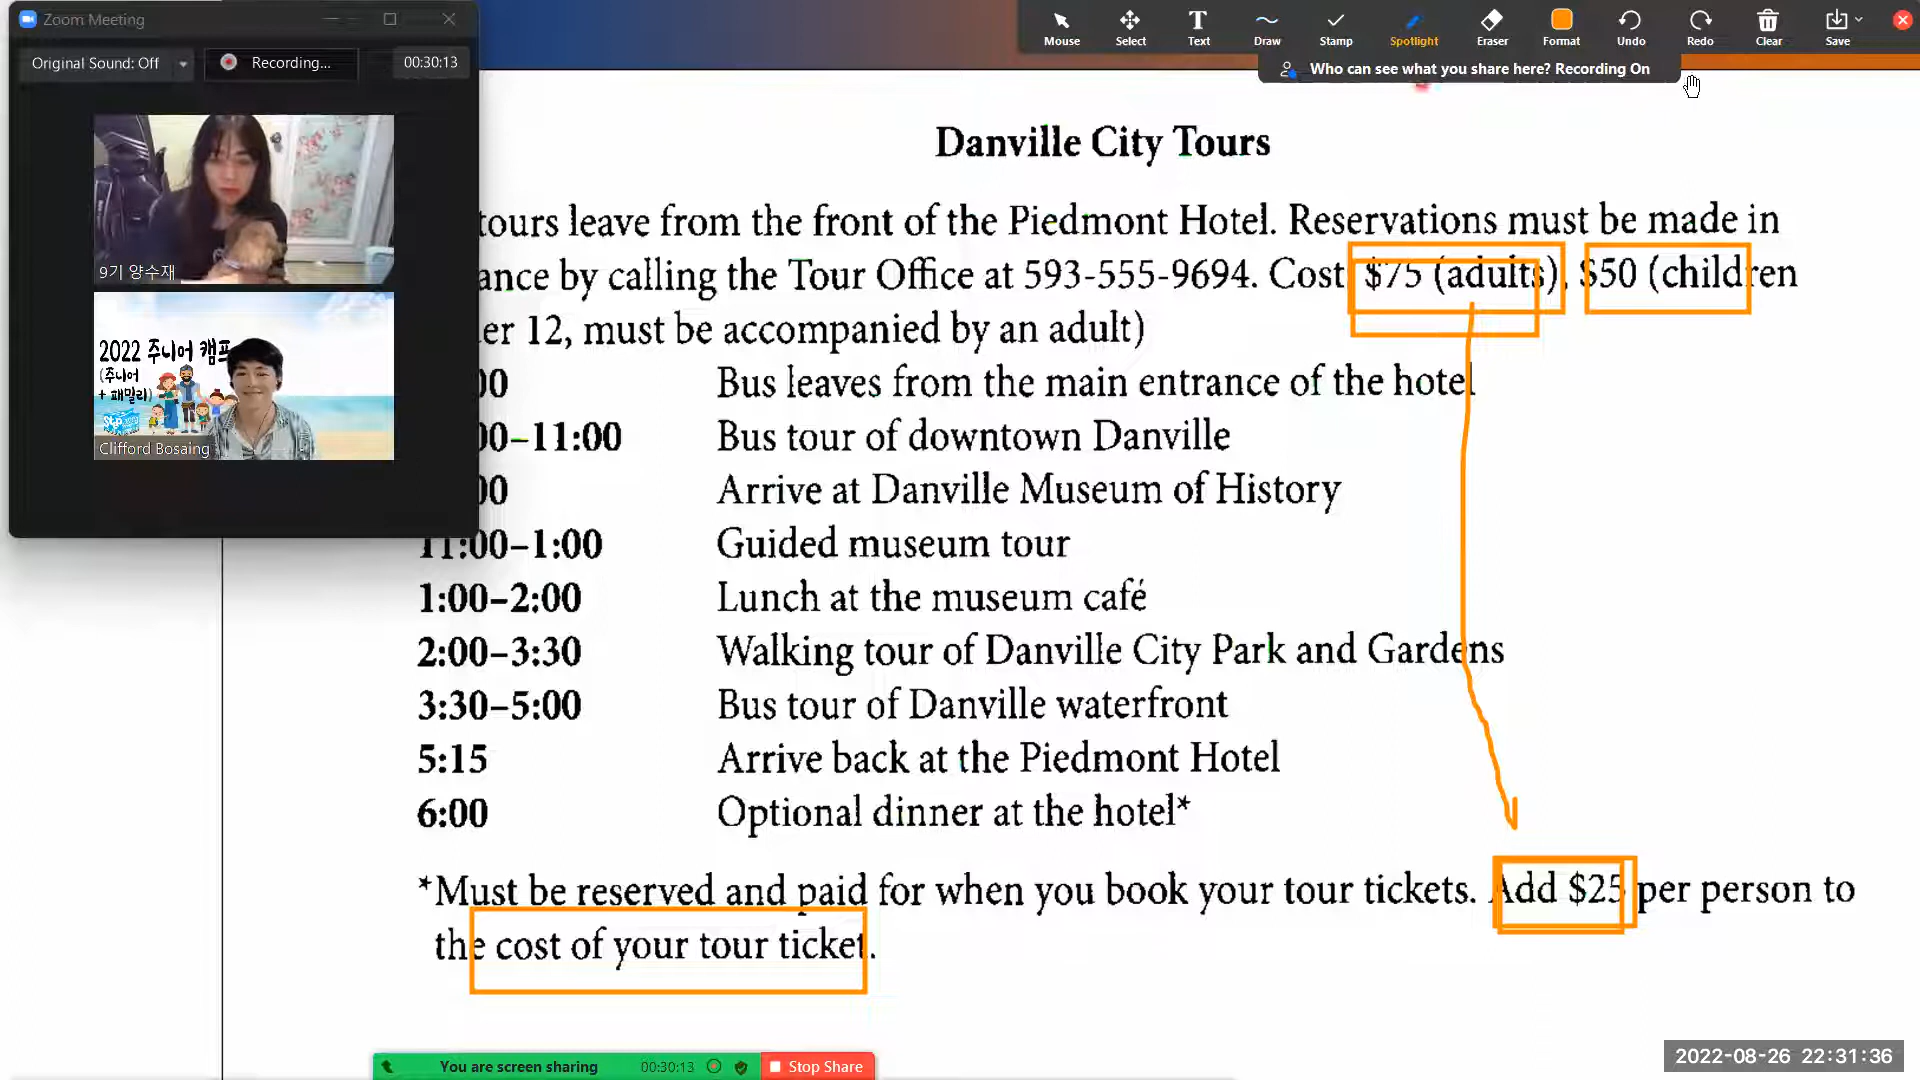 Zoom Meeting
Original Sound: Off
Recording...
00:30:13
9기 양수재
2022 주니어 캠프
(주니어
+ 패밀리)
Clifford Bosaing
Mouse
Select
Text
Draw
Stamp
Spotlight
Eraser
Format
Undo
Redo
Clear
Save
Who can see what you share here? Recording On
Danville City Tours
tours leave from the front of the Piedmont Hotel. Reservations must be made in
ance by calling the Tour Office at 593-555-9694. Cost $75 (adults), $50 (children
er 12, must be accompanied by an adult)
00 Bus leaves from the main entrance of the hotel
00–11:00 Bus tour of downtown Danville
00 Arrive at Danville Museum of History
11:00–1:00 Guided museum tour
1:00–2:00 Lunch at the museum café
2:00–3:30 Walking tour of Danville City Park and Gardens
3:30–5:00 Bus tour of Danville waterfront
5:15 Arrive back at the Piedmont Hotel
6:00 Optional dinner at the hotel*
*Must be reserved and paid for when you book your tour tickets. Add $25 per person to
the cost of your tour ticket.
You are screen sharing
00:30:13
Stop Share
2022-08-26 22:31:36